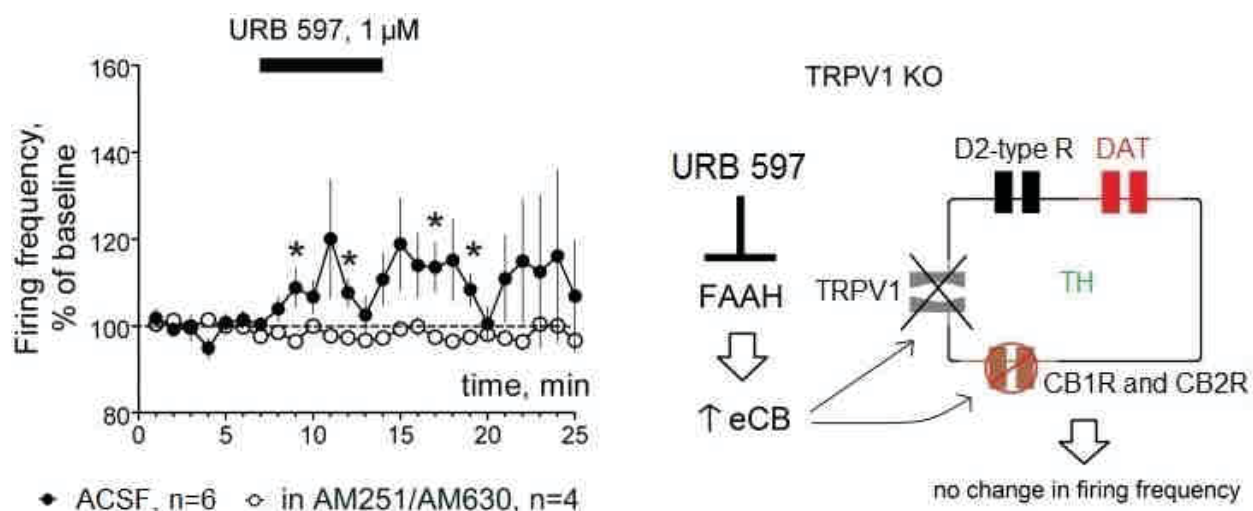 URB 597, 1 µM
160
140
120
100
80
Firing frequency,
% of baseline
* * * *
time, min
0 5 10 15 20 25
ACSF, n=6 in AM251/AM630, n=4
TRPV1 KO
URB 597
FAAH
↑ eCB
D2-type R DAT
TRPV1
TH
CB1R and CB2R
no change in firing frequency